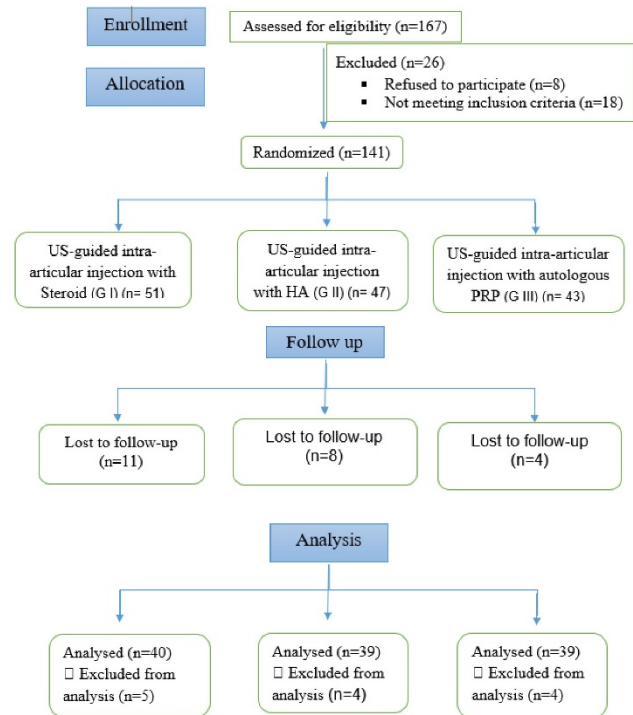 Enrollment
Assessed for eligibility (n=167)
Allocation
Excluded (n=26)
▪ Refused to participate (n=8)
▪ Not meeting inclusion criteria (n=18)
Randomized (n=141)
US-guided intra-
articular injection with
Steroid (G I) (n= 51)
US-guided intra-
articular injection
with HA (G II) (n= 47)
US-guided intra-articular
injection with autologous
PRP (G III) (n= 43)
Follow up
Lost to follow-up
(n=11)
Lost to follow-up
(n=8)
Lost to follow-up
(n=4)
Analysis
Analysed (n=40)
□ Excluded from
analysis (n=5)
Analysed (n=39)
□ Excluded from
analysis (n=4)
Analysed (n=39)
□ Excluded from
analysis (n=4)